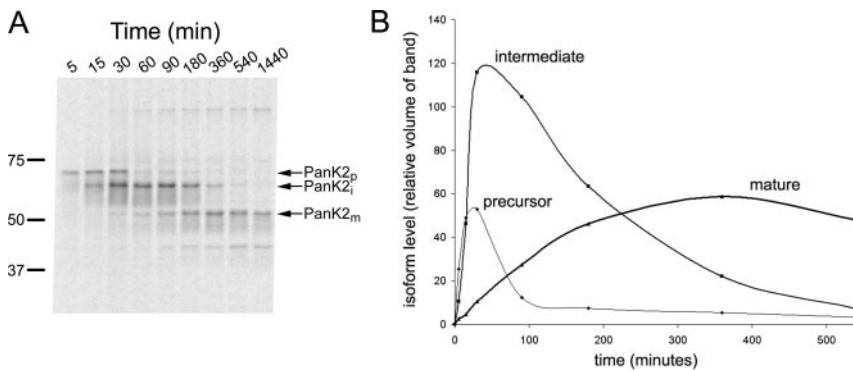 A
Time (min)
5 15 30 60 90 180 360 540 1440
75
50
37
PanK2p
PanK2i
PanK2m
B
isoform level (relative volume of band)
140
120
100
80
60
40
20
0
intermediate
precursor
mature
0 100 200 300 400 500
time (minutes)